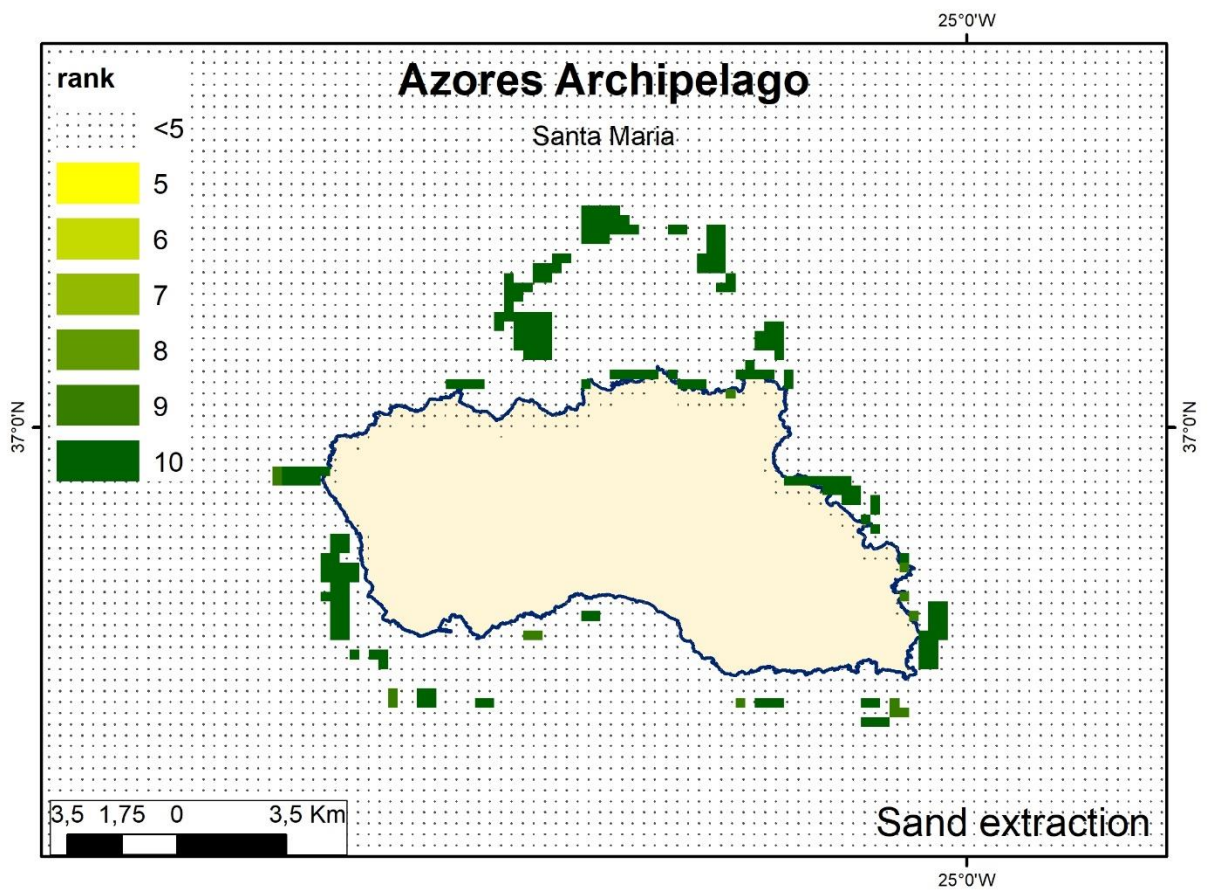 25°0'W
rank
Azores Archipelago
Santa Maria
<5
5
6
7
8
9
10
37°0'N
37°0'N
3,5 1,75 0 3,5 Km
Sand extraction
25°0'W